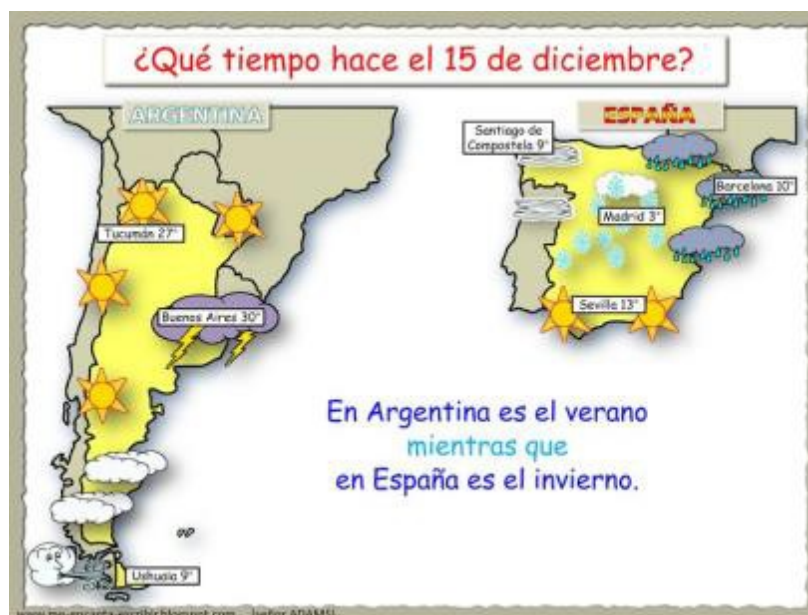 ¿Qué tiempo hace el 15 de diciembre?
ARGENTINA
ESPAÑA
Santiago de
Compostela 9°
Barcelona 10°
Madrid 3°
Tucumán 27°
Sevilla 13°
Buenos Aires 30°
En Argentina es el verano
mientras que
en España es el invierno.
Ushuaia 9°